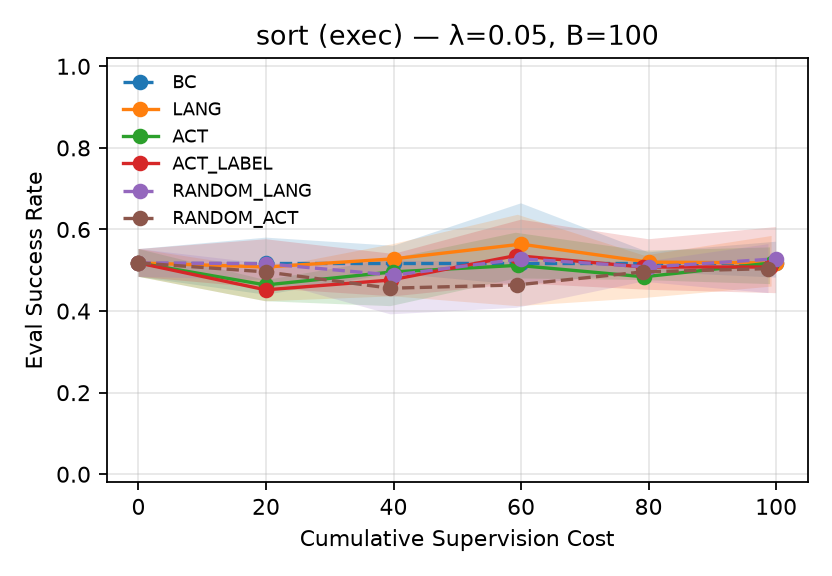 sort (exec) — λ=0.05, B=100
Eval Success Rate
1.0
0.8
0.6
0.4
0.2
0.0
BC
LANG
ACT
ACT_LABEL
RANDOM_LANG
RANDOM_ACT
0 20 40 60 80 100
Cumulative Supervision Cost